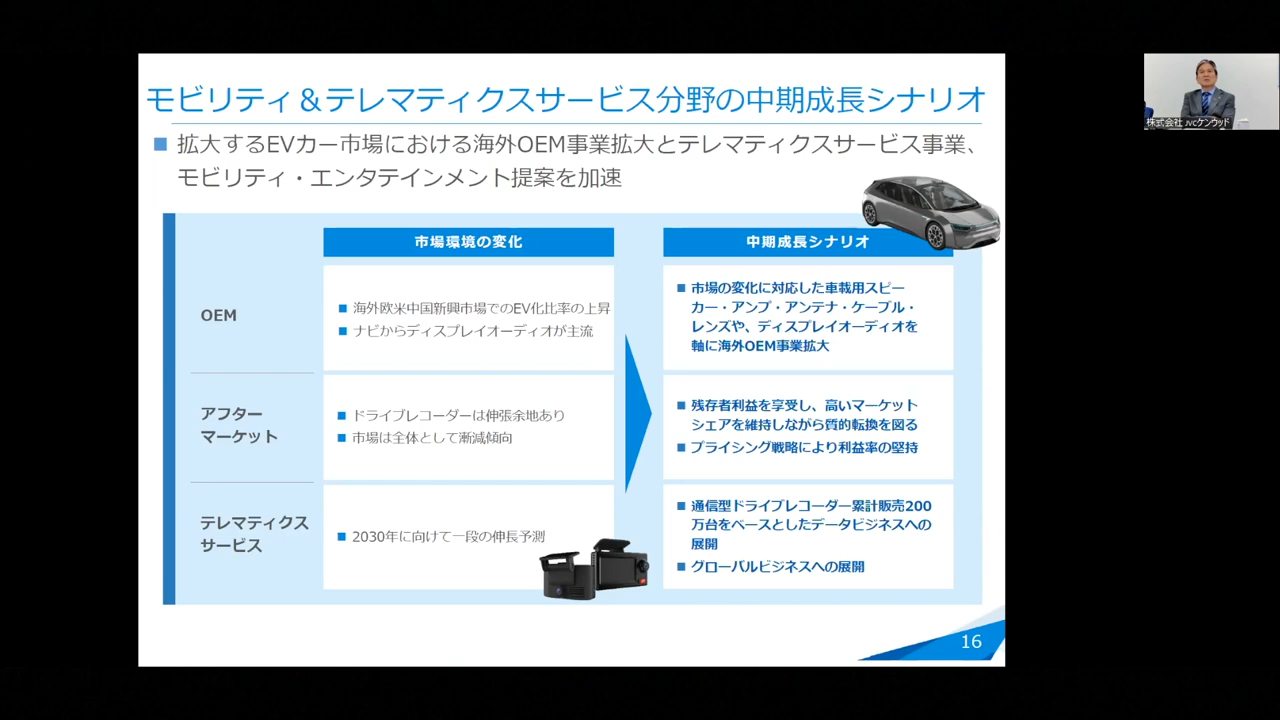 モビリティ＆テレマティクスサービス分野の中期成長シナリオ
■ 拡大するEVカー市場における海外OEM事業拡大とテレマティクスサービス事業、
モビリティ・エンタテインメント提案を加速
市場環境の変化
中期成長シナリオ
OEM
■ 海外欧米中国新興市場でのEV化比率の上昇
■ ナビからディスプレイオーディオが主流
■ 市場の変化に対応した車載用スピー
カー・アンプ・アンテナ・ケーブル・
レンズや、ディスプレイオーディオを
軸に海外OEM事業拡大
アフター
マーケット
■ ドライブレコーダーは伸張余地あり
■ 市場は全体として漸減傾向
■ 残存者利益を享受し、高いマーケット
シェアを維持しながら質的転換を図る
■ プライシング戦略により利益率の堅持
テレマティクス
サービス
■ 2030年に向けて一段の伸長予測
■ 通信型ドライブレコーダー累計販売200
万台をベースとしたデータビジネスへの
展開
■ グローバルビジネスへの展開
16
株式会社 JVCケンウッド